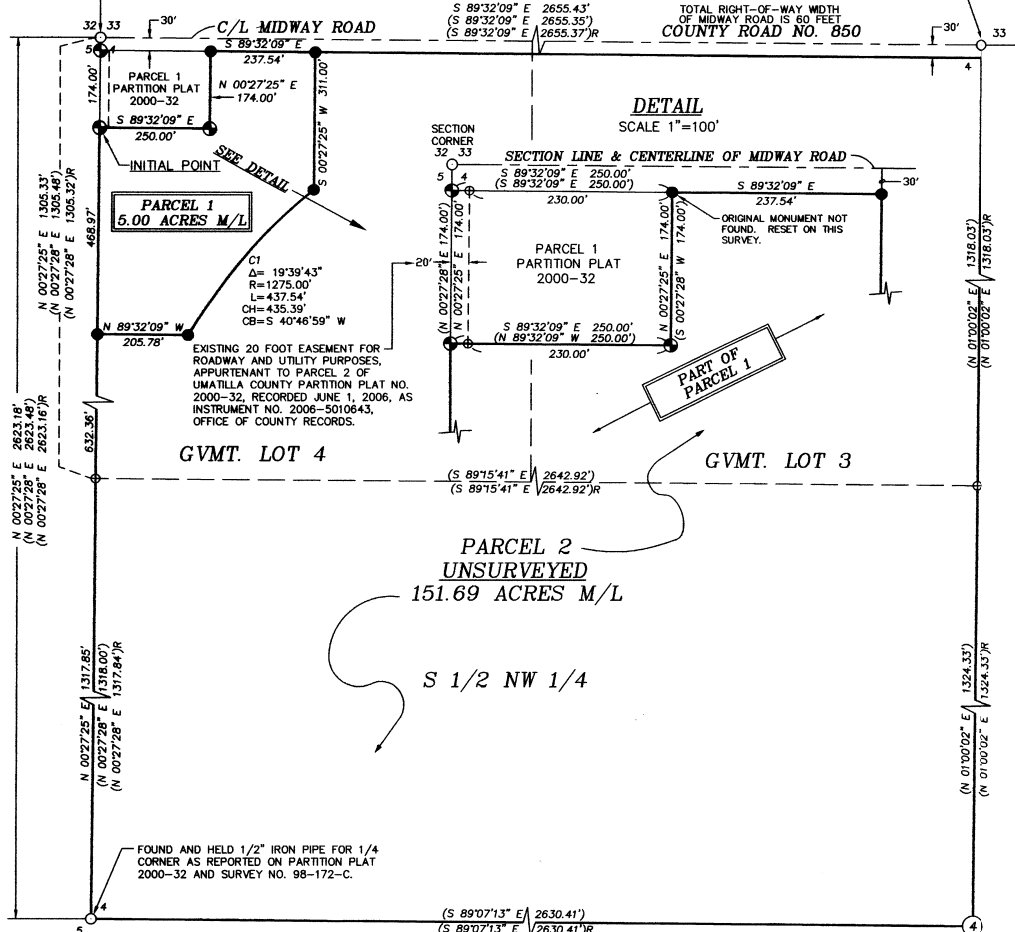 S 89°32'09" E 2655.43'
(S 89°32'09" E 2655.35')
(S 89°32'09" E 2655.37')R
TOTAL RIGHT-OF-WAY WIDTH
OF MIDWAY ROAD IS 60 FEET
COUNTY ROAD NO. 850
32 33
30'
C/L MIDWAY ROAD
30'
33
5 4
4
S 89°32'09" E
237.54'
174.00'
PARCEL 1
PARTITION PLAT
2000-32
N 00°27'25" E
174.00'
S 00°27'25" W 311.00'
S 89°32'09" E
250.00'
INITIAL POINT
SEE DETAIL
PARCEL 1
5.00 ACRES M/L
N 00°27'25" E 1305.33'
(N 00°27'28" E 1305.48')
(N 00°27'28" E 1305.32')R
468.97'
C1
Δ= 19°39'43"
R=1275.00'
L=437.54'
CH=435.39'
CB=S 40°46'59" W
N 89°32'09" W
205.78'
EXISTING 20 FOOT EASEMENT FOR
ROADWAY AND UTILITY PURPOSES,
APPURTENANT TO PARCEL 2 OF
UMATILLA COUNTY PARTITION PLAT NO.
2000-32, RECORDED JUNE 1, 2006, AS
INSTRUMENT NO. 2006-5010643,
OFFICE OF COUNTY RECORDS.
DETAIL
SCALE 1"=100'
SECTION
CORNER
32 33
SECTION LINE & CENTERLINE OF MIDWAY ROAD
5 4
S 89°32'09" E 250.00'
(S 89°32'09" E 250.00')
230.00'
S 89°32'09" E
237.54'
30'
ORIGINAL MONUMENT NOT
FOUND. RESET ON THIS
SURVEY.
(N 00°27'28" E 174.00')
N 00°27'25" E 174.00'
20'
PARCEL 1
PARTITION PLAT
2000-32
N 00°27'25" E 174.00'
(S 00°27'28" W 174.00')
S 89°32'09" E 250.00'
(N 89°32'09" W 250.00')
230.00'
PART OF
PARCEL 1
(N 01°00'02" E 1318.03')
(N 01°00'02" E 1318.03')R
N 00°27'25" E 2623.18'
(N 00°27'28" E 2623.48')
(N 00°27'28" E 2623.16')R
632.36'
GVMT. LOT 4
GVMT. LOT 3
(S 89°15'41" E 2642.92')
(S 89°15'41" E 2642.92')R
PARCEL 2
UNSURVEYED
151.69 ACRES M/L
S 1/2 NW 1/4
N 00°27'25" E 1317.85'
(N 00°27'28" E 1318.00')
(N 00°27'28" E 1317.84')R
(N 01°00'02" E 1324.33')
(N 01°00'02" E 1324.33')R
FOUND AND HELD 1/2" IRON PIPE FOR 1/4
CORNER AS REPORTED ON PARTITION PLAT
2000-32 AND SURVEY NO. 98-172-C.
5 4
(S 89°07'13" E 2630.41')
(S 89°07'13" E 2630.41')R
4